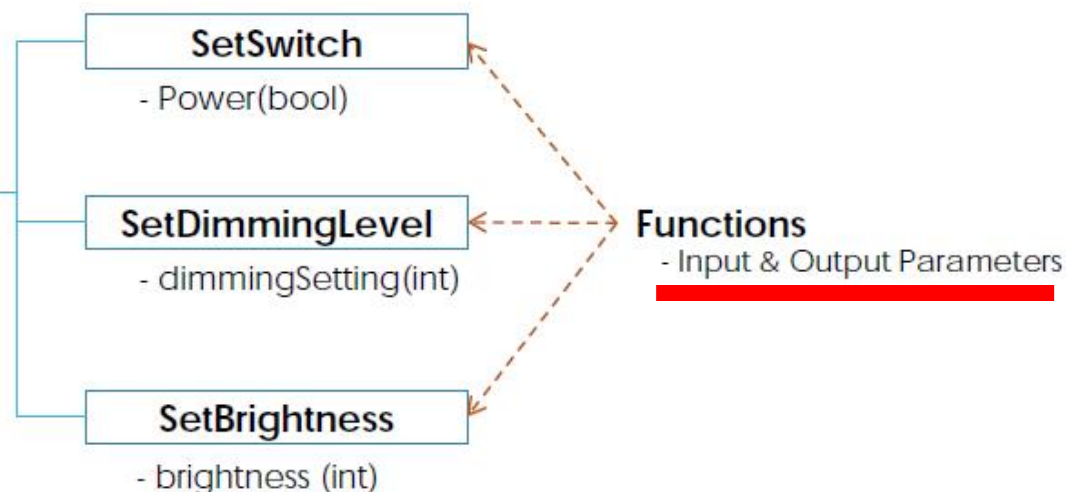 SetSwitch
- Power(bool)
SetDimmingLevel
- dimmingSetting(int)
Functions
- Input & Output Parameters
SetBrightness
- brightness (int)